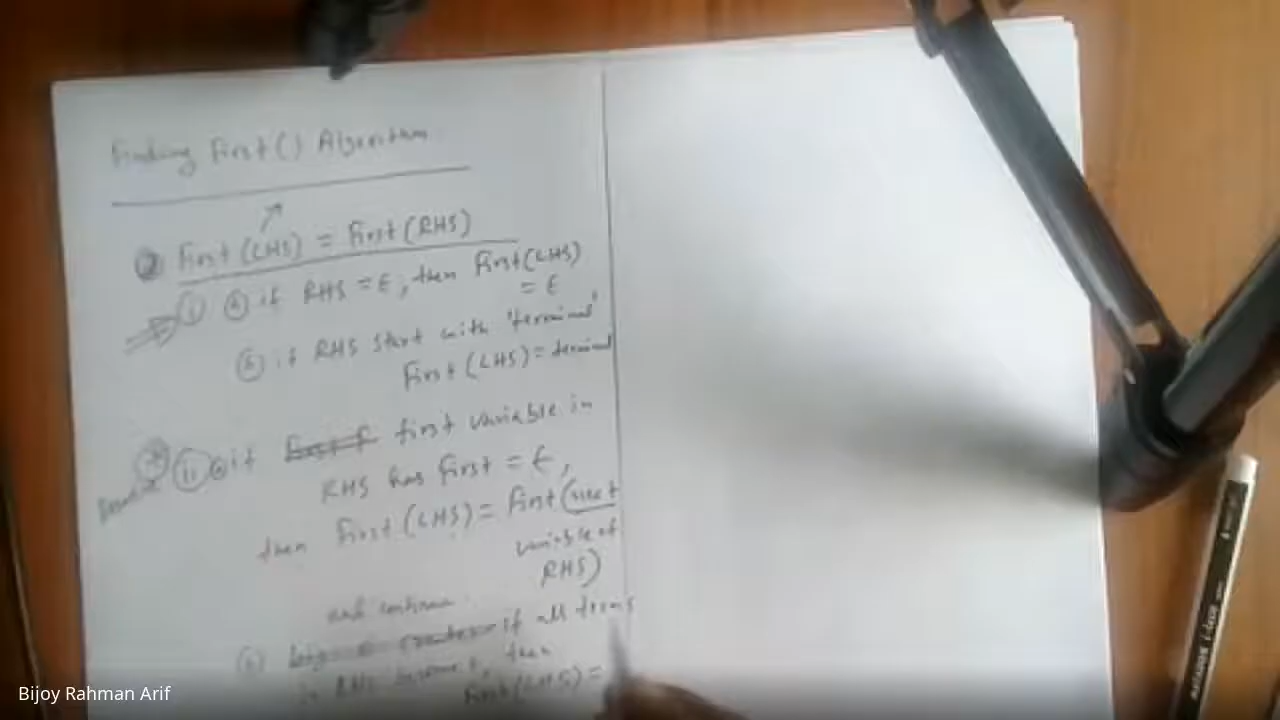 Finding First() Algorithm
First(LHS) = First(RHS)
(i) (a) if RHS = ε, then First(LHS)
= ε
(b) if RHS start with 'terminal'
First(LHS) = terminal
(ii) (a) if first variable in
RHS has First = ε,
then First(LHS) = First(next
variable of
RHS)
and continue
(b) if all terms
in RHS become ε, then
First(LHS) =
Bijoy Rahman Arif